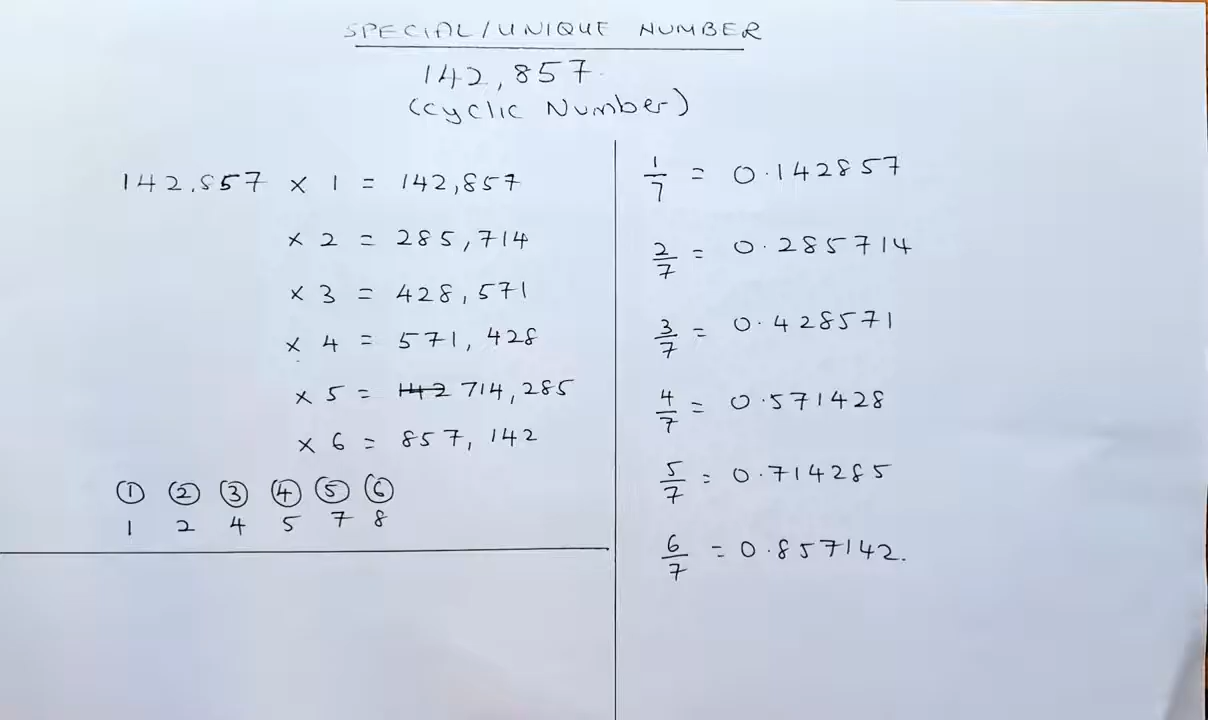 SPECIAL/UNIQUE NUMBER
142,857.
(Cyclic Number)
142,857 × 1 = 142,857
× 2 = 285,714
× 3 = 428,571
× 4 = 571,428
× 5 = 142 714,285
× 6 = 857,142
① ② ③ ④ ⑤ ⑥
1 2 4 5 7 8
1/7 = 0.142857
2/7 = 0.285714
3/7 = 0.428571
4/7 = 0.571428
5/7 = 0.714285
6/7 = 0.857142.